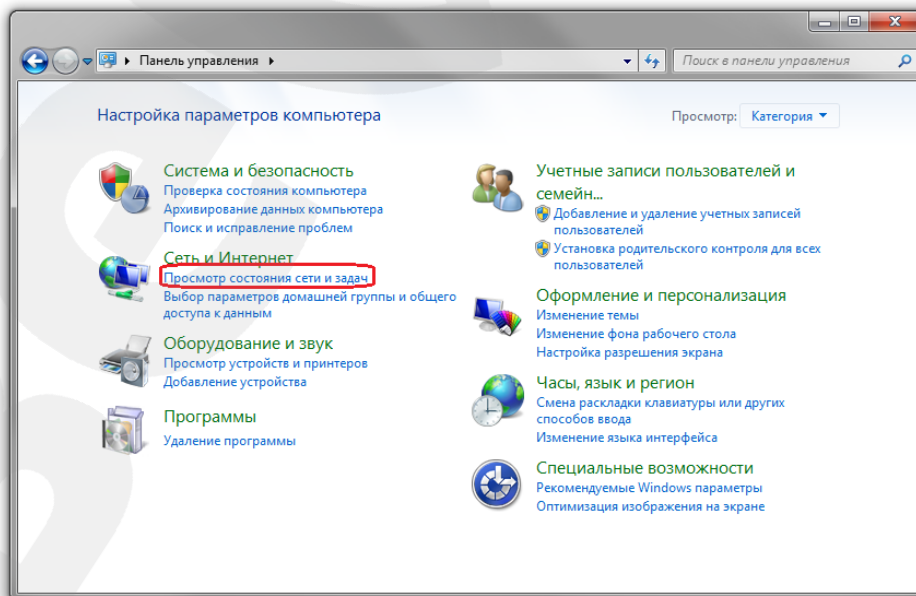 Панель управления
Поиск в панели управления
Настройка параметров компьютера
Просмотр: Категория
Система и безопасность
Проверка состояния компьютера
Архивирование данных компьютера
Поиск и исправление проблем
Сеть и Интернет
Просмотр состояния сети и задач
Выбор параметров домашней группы и общего
доступа к данным
Оборудование и звук
Просмотр устройств и принтеров
Добавление устройства
Программы
Удаление программы
Учетные записи пользователей и
семейн...
Добавление и удаление учетных записей
пользователей
Установка родительского контроля для всех
пользователей
Оформление и персонализация
Изменение темы
Изменение фона рабочего стола
Настройка разрешения экрана
Часы, язык и регион
Смена раскладки клавиатуры или других
способов ввода
Изменение языка интерфейса
Специальные возможности
Рекомендуемые Windows параметры
Оптимизация изображения на экране